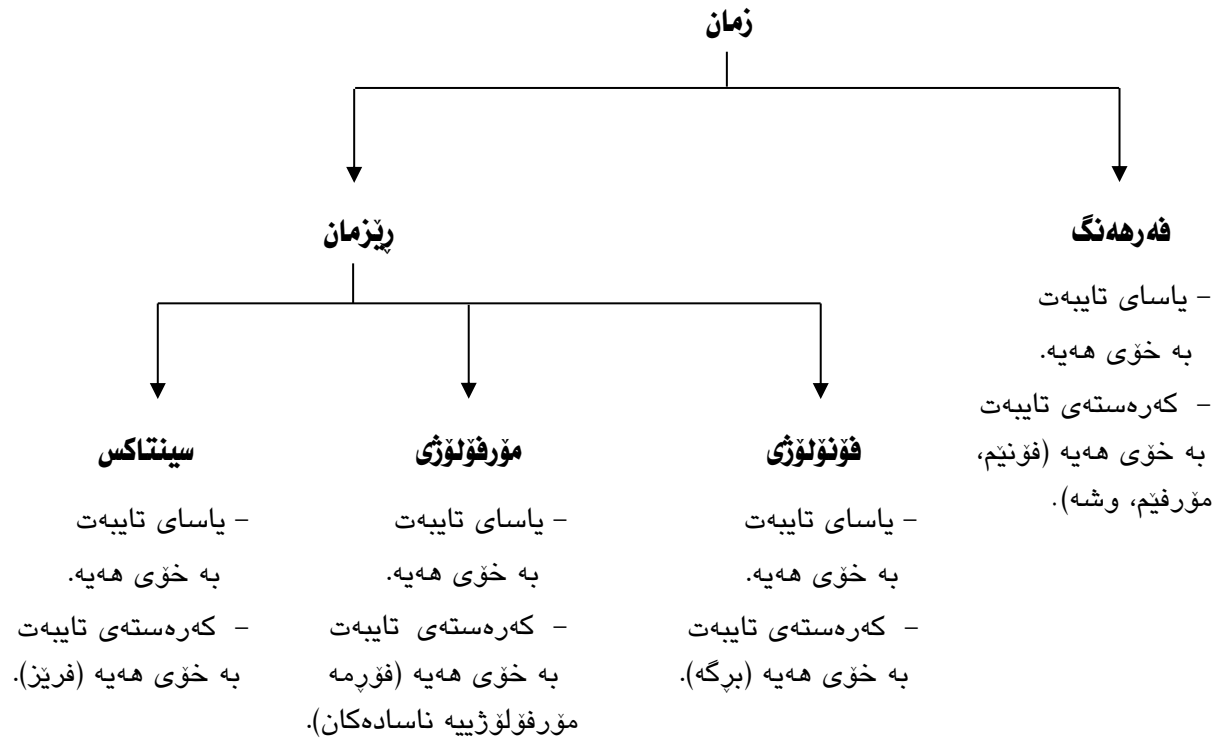 زمان
فەرهەنگ
- یاسای تایبەت
بە خۆی هەیە.
- کەرەستەی تایبەت
بە خۆی هەیە (فۆنێم،
مۆرفێم، وشە).
ڕێزمان
فۆنۆلۆژی
- یاسای تایبەت
بە خۆی هەیە.
- کەرەستەی تایبەت
بە خۆی هەیە (بڕگە).
مۆرفۆلۆژی
- یاسای تایبەت
بە خۆی هەیە.
- کەرەستەی تایبەت
بە خۆی هەیە (فۆڕمە
مۆرفۆلۆژییە ناسادەکان).
سینتاکس
- یاسای تایبەت
بە خۆی هەیە.
- کەرەستەی تایبەت
بە خۆی هەیە (فرێز).